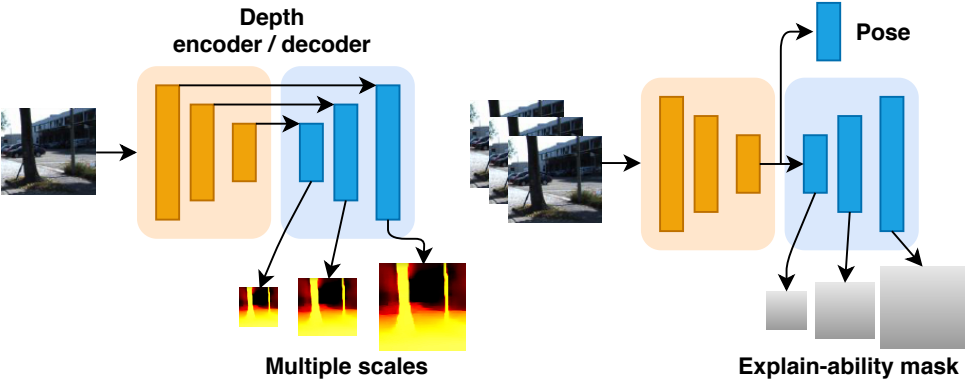 Depth
encoder / decoder
Pose
Multiple scales
Explain-ability mask